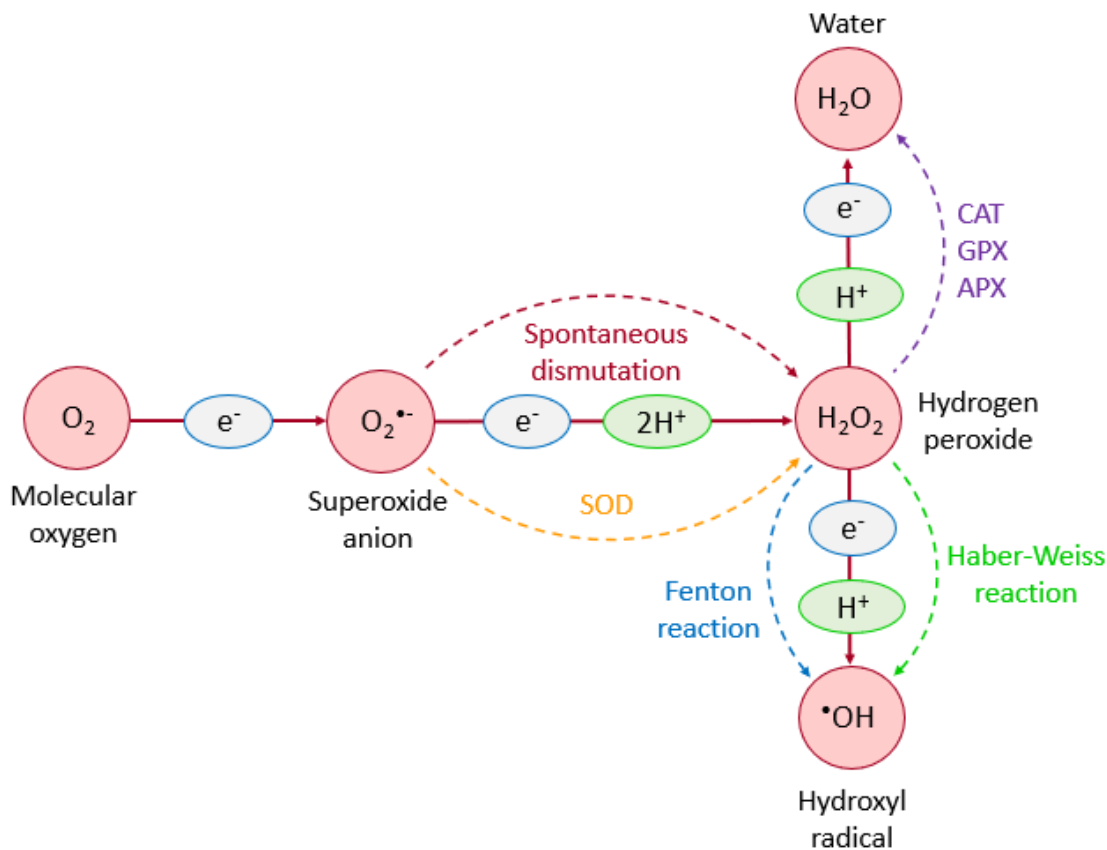 Water
H₂O
e⁻
CAT
GPX
APX
H⁺
Spontaneous
dismutation
O₂
e⁻
O₂•⁻
e⁻
2H⁺
H₂O₂
Hydrogen
peroxide
Molecular
oxygen
Superoxide
anion
SOD
e⁻
Fenton
reaction
H⁺
Haber-Weiss
reaction
•OH
Hydroxyl
radical